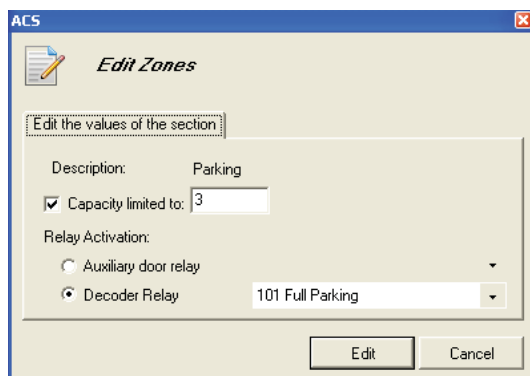 ACS
Edit Zones
Edit the values of the section
Description: Parking
Capacity limited to: 3
Relay Activation:
Auxiliary door relay
Decoder Relay 101 Full Parking
Edit Cancel